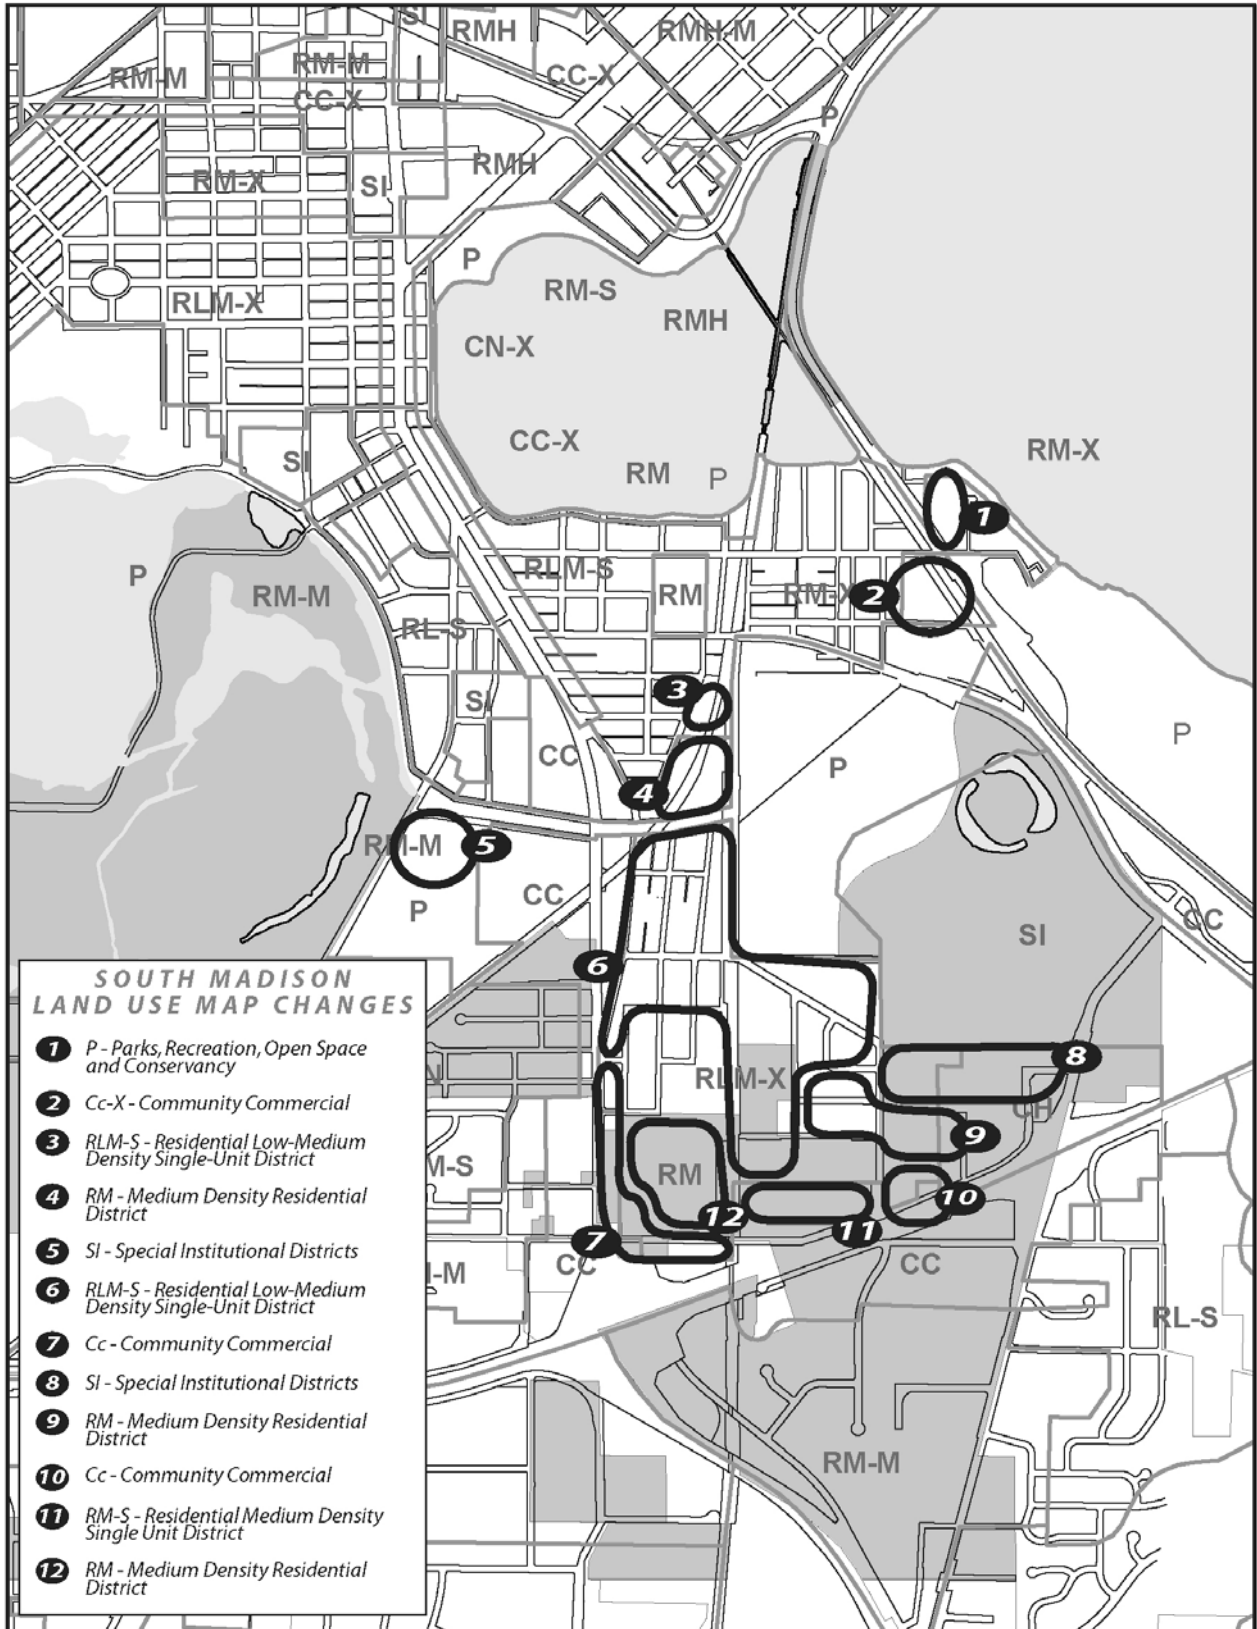 SI
RMH
RMH-M
RM-M
RM-M
CC-X
CC-X
P
RMH
RM-X
SI
P
RM-S
RLM-X
RMH
CN-X
CC-X
RM-X
SI
RM
P
1
RLM-S
P
RM-M
RM
RM-X
2
RL-S
3
SI
P
CC
P
4
RM-M
5
CC
P
CC
SI
6
SOUTH MADISON
LAND USE MAP CHANGES
1 P - Parks, Recreation, Open Space
and Conservancy
2 Cc-X - Community Commercial
3 RLM-S - Residential Low-Medium
Density Single-Unit District
4 RM - Medium Density Residential
District
5 SI - Special Institutional Districts
6 RLM-S - Residential Low-Medium
Density Single-Unit District
7 Cc - Community Commercial
8 SI - Special Institutional Districts
9 RM - Medium Density Residential
District
10 Cc - Community Commercial
11 RM-S - Residential Medium Density
Single Unit District
12 RM - Medium Density Residential
District
8
N
RLM-X
CH
9
M-S
RM
10
12
11
7
CC
CC
I-M
RL-S
RM-M